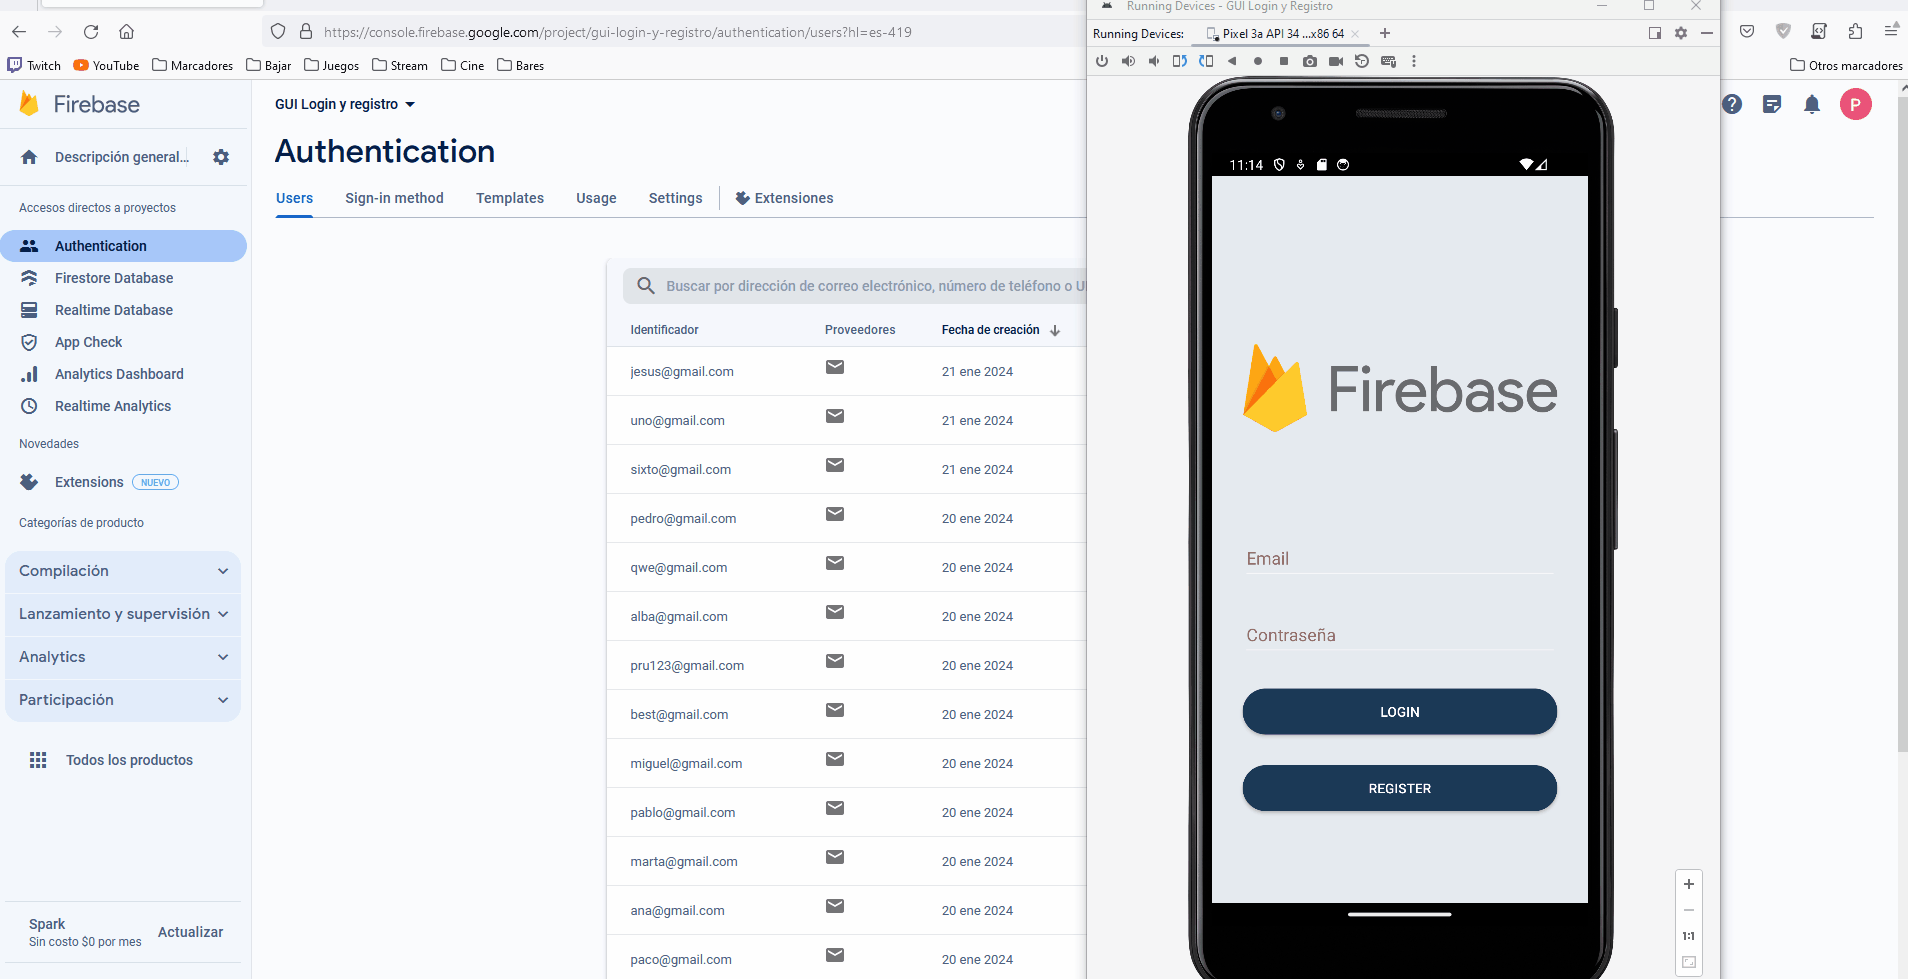 Running Devices - GUI Login y Registro
https://console.firebase.google.com/project/gui-login-y-registro/authentication/users?hl=es-419
Running Devices:
Pixel 3a API 34 ...x86 64
Twitch
YouTube
Marcadores
Bajar
Juegos
Stream
Cine
Bares
Otros marcadores
Firebase
GUI Login y registro
P
Descripción general...
Authentication
Accesos directos a proyectos
Users
Sign-in method
Templates
Usage
Settings
Extensiones
Authentication
Firestore Database
Realtime Database
App Check
Analytics Dashboard
Realtime Analytics
Novedades
Extensions
NUEVO
Categorías de producto
Compilación
Lanzamiento y supervisión
Analytics
Participación
Todos los productos
Spark
Sin costo $0 por mes
Actualizar
Buscar por dirección de correo electrónico, número de teléfono o U
Identificador
Proveedores
Fecha de creación
jesus@gmail.com
21 ene 2024
uno@gmail.com
21 ene 2024
sixto@gmail.com
21 ene 2024
pedro@gmail.com
20 ene 2024
qwe@gmail.com
20 ene 2024
alba@gmail.com
20 ene 2024
pru123@gmail.com
20 ene 2024
best@gmail.com
20 ene 2024
miguel@gmail.com
20 ene 2024
pablo@gmail.com
20 ene 2024
marta@gmail.com
20 ene 2024
ana@gmail.com
20 ene 2024
paco@gmail.com
20 ene 2024
11:14
Firebase
Email
Contraseña
LOGIN
REGISTER
1:1